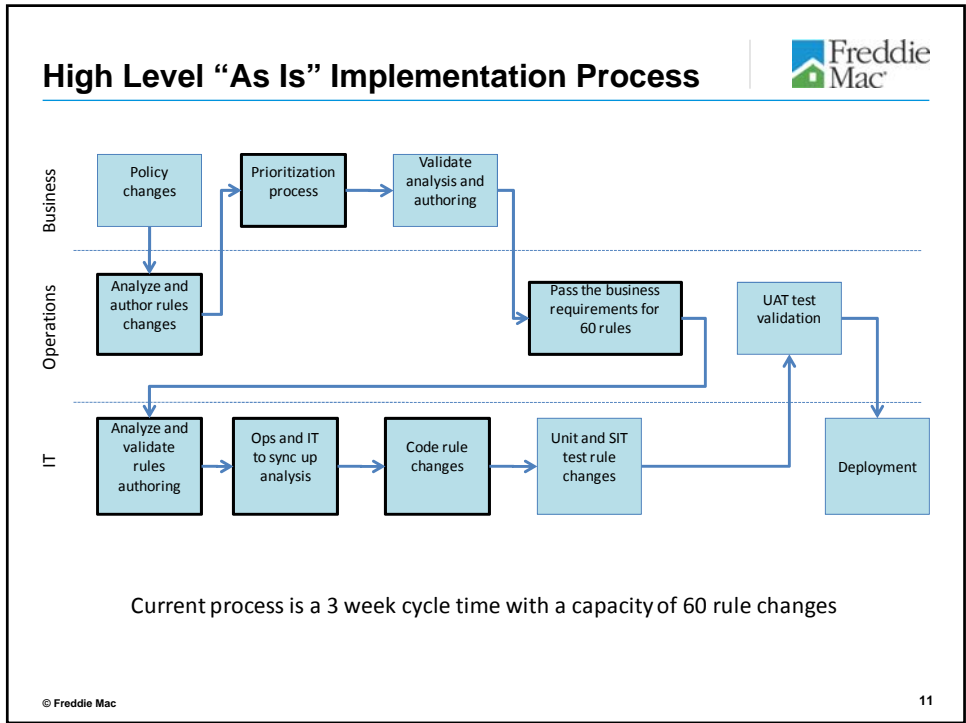 High Level “As Is” Implementation Process
Freddie
Mac
Business
Policy
changes
Prioritization
process
Validate
analysis and
authoring
Operations
Analyze and
author rules
changes
Pass the business
requirements for
60 rules
UAT test
validation
IT
Analyze and
validate
rules
authoring
Ops and IT
to sync up
analysis
Code rule
changes
Unit and SIT
test rule
changes
Deployment
Current process is a 3 week cycle time with a capacity of 60 rule changes
© Freddie Mac
11